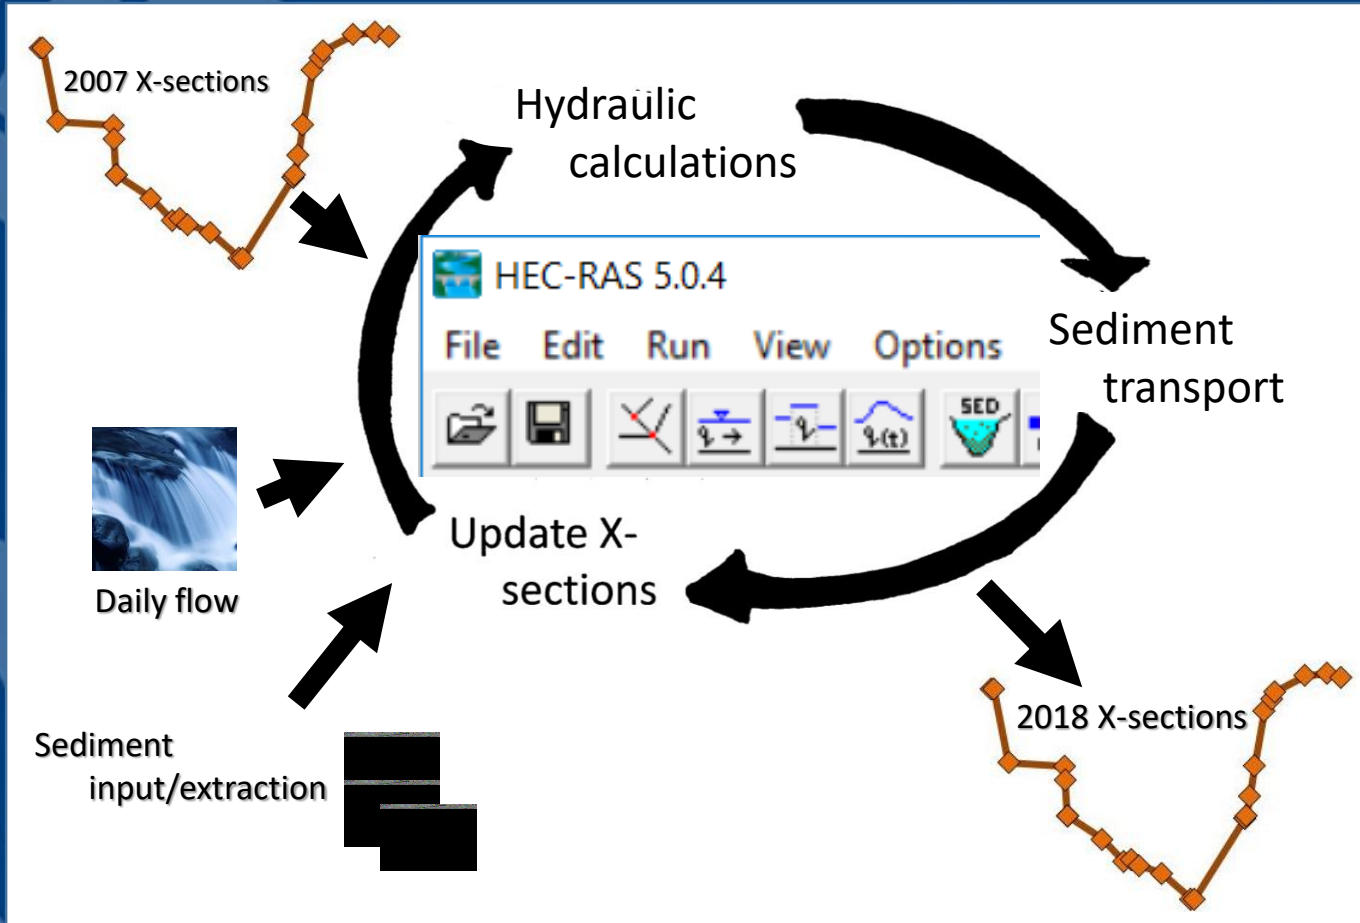 2007 X-sections
Hydraulic
calculations
HEC-RAS 5.0.4
File Edit Run View Options
SED
q(t)
Sediment
transport
Update X-
sections
Daily flow
Sediment
input/extraction
2018 X-sections